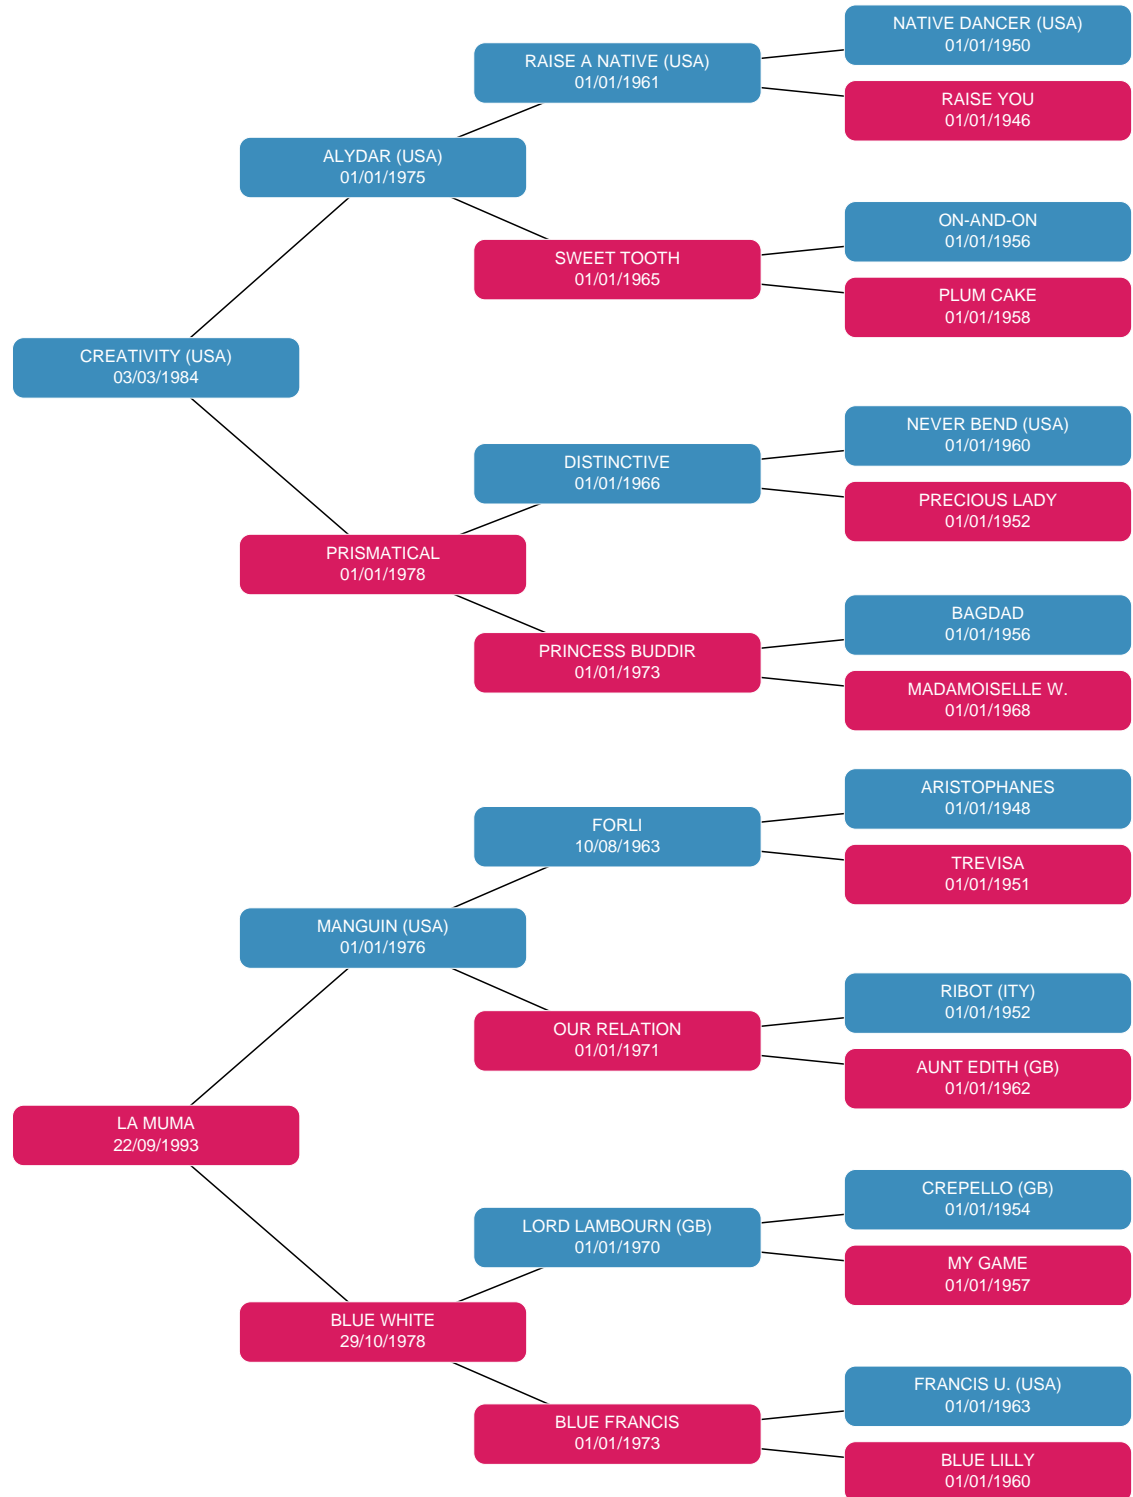 NATIVE DANCER (USA)
01/01/1950
RAISE A NATIVE (USA)
01/01/1961
RAISE YOU
01/01/1946
ALYDAR (USA)
01/01/1975
ON-AND-ON
01/01/1956
SWEET TOOTH
01/01/1965
PLUM CAKE
01/01/1958
CREATIVITY (USA)
03/03/1984
NEVER BEND (USA)
01/01/1960
DISTINCTIVE
01/01/1966
PRECIOUS LADY
01/01/1952
PRISMATICAL
01/01/1978
BAGDAD
01/01/1956
PRINCESS BUDDIR
01/01/1973
MADAMOISELLE W.
01/01/1968
ARISTOPHANES
01/01/1948
FORLI
10/08/1963
TREVISA
01/01/1951
MANGUIN (USA)
01/01/1976
RIBOT (ITY)
01/01/1952
OUR RELATION
01/01/1971
AUNT EDITH (GB)
01/01/1962
LA MUMA
22/09/1993
CREPELLO (GB)
01/01/1954
LORD LAMBOURN (GB)
01/01/1970
MY GAME
01/01/1957
BLUE WHITE
29/10/1978
FRANCIS U. (USA)
01/01/1963
BLUE FRANCIS
01/01/1973
BLUE LILLY
01/01/1960